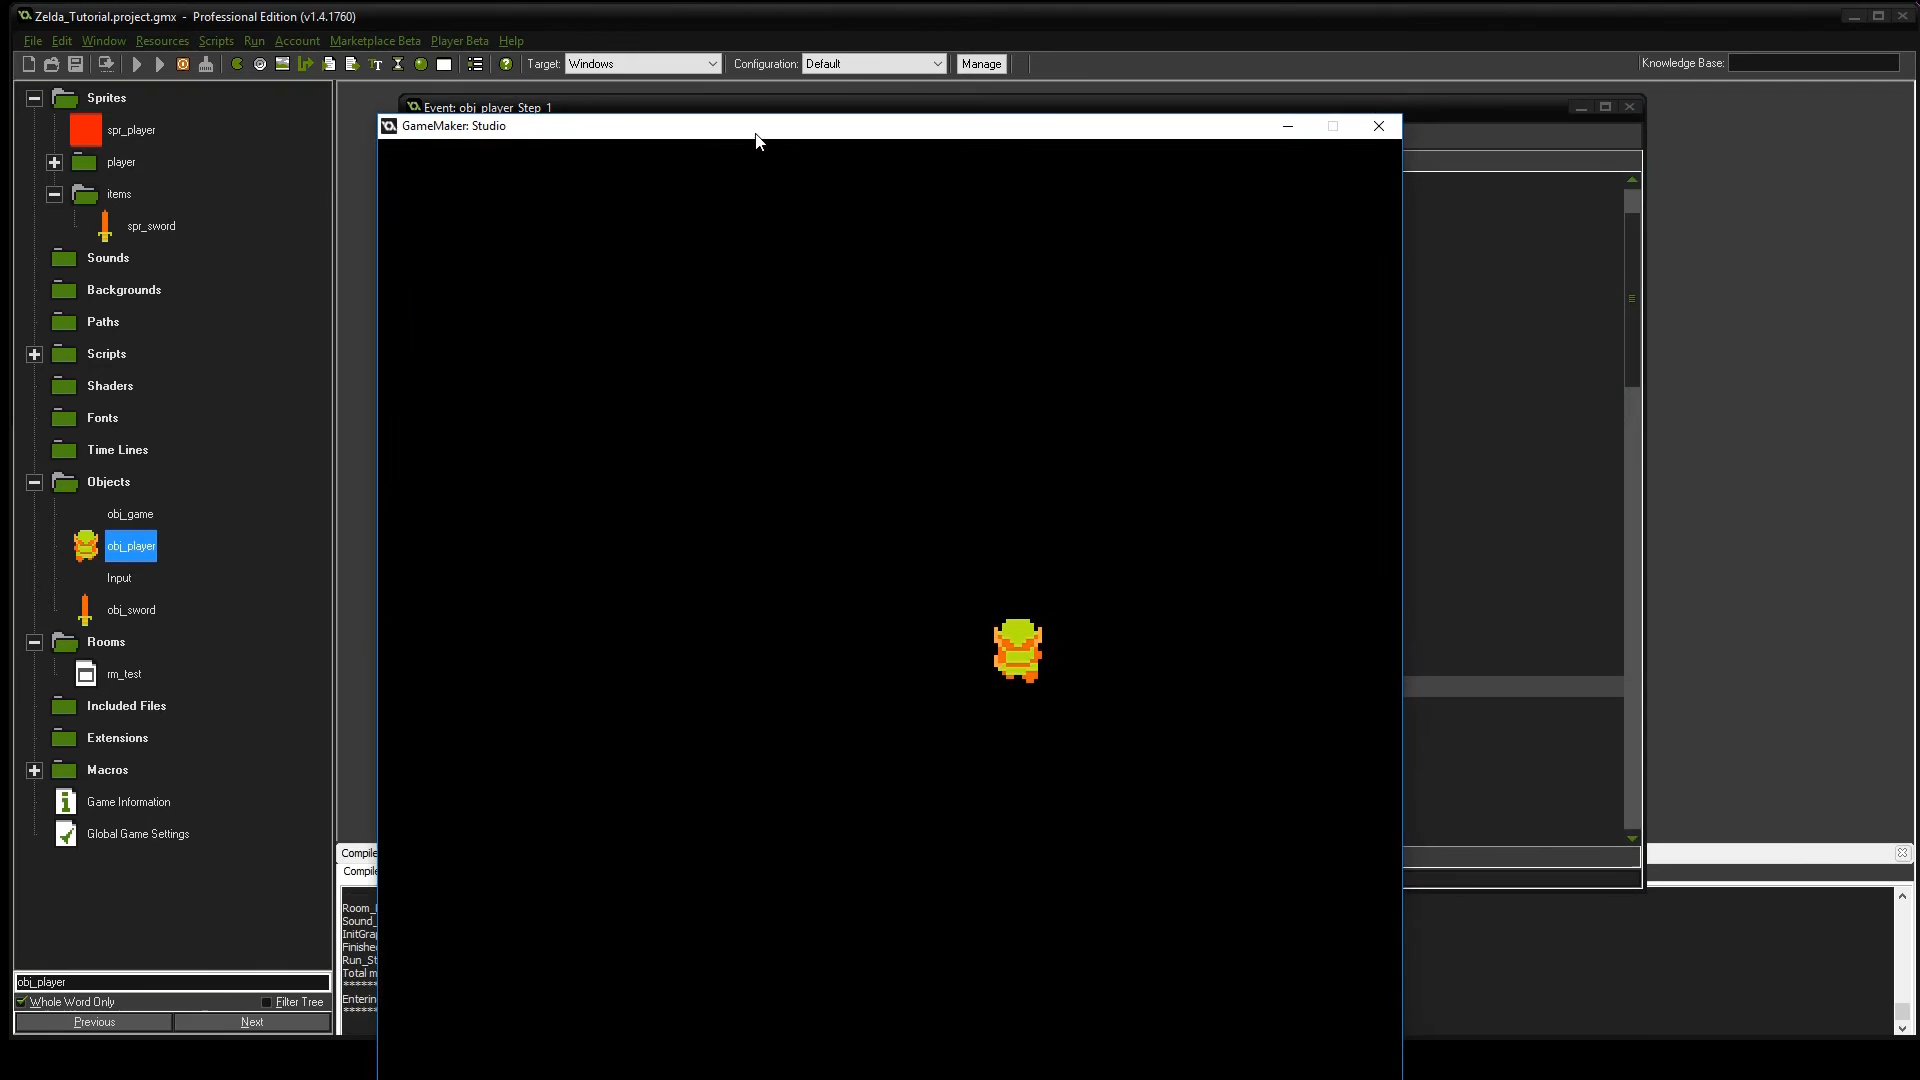 Zelda_Tutorial.project.gmx - Professional Edition (v1.4.1760)
File Edit Window Resources Scripts Run Account Marketplace Beta Player Beta Help
Target: Windows Configuration: Default Manage Knowledge Base:
Sprites
spr_player
player
items
spr_sword
Sounds
Backgrounds
Paths
Scripts
Shaders
Fonts
Time Lines
Objects
obj_game
obj_player
Input
obj_sword
Rooms
rm_test
Included Files
Extensions
Macros
Game Information
Global Game Settings
obj_player
Whole Word Only Filter Tree
Previous Next
Event: obj_player Step_1
GameMaker: Studio
Compile
Compile
Room_
Sound_
InitGra
Finishe
Run_St
Total m
******
Enterin
******